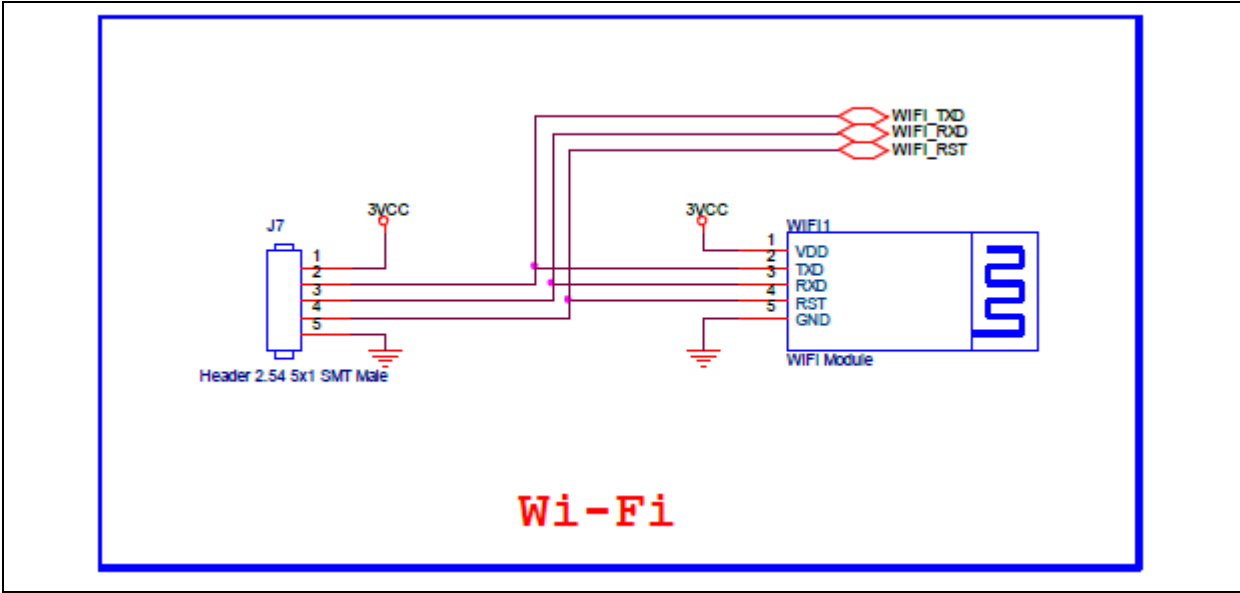 WIFI_TXD
WIFI_RXD
WIFI_RST
3VCC
3VCC
J7
WIFI1
1
2
3
4
5
1
2
3
4
5
VDD
TXD
RXD
RST
GND
WIFI Module
Header 2.54 5x1 SMT Male
Wi-Fi